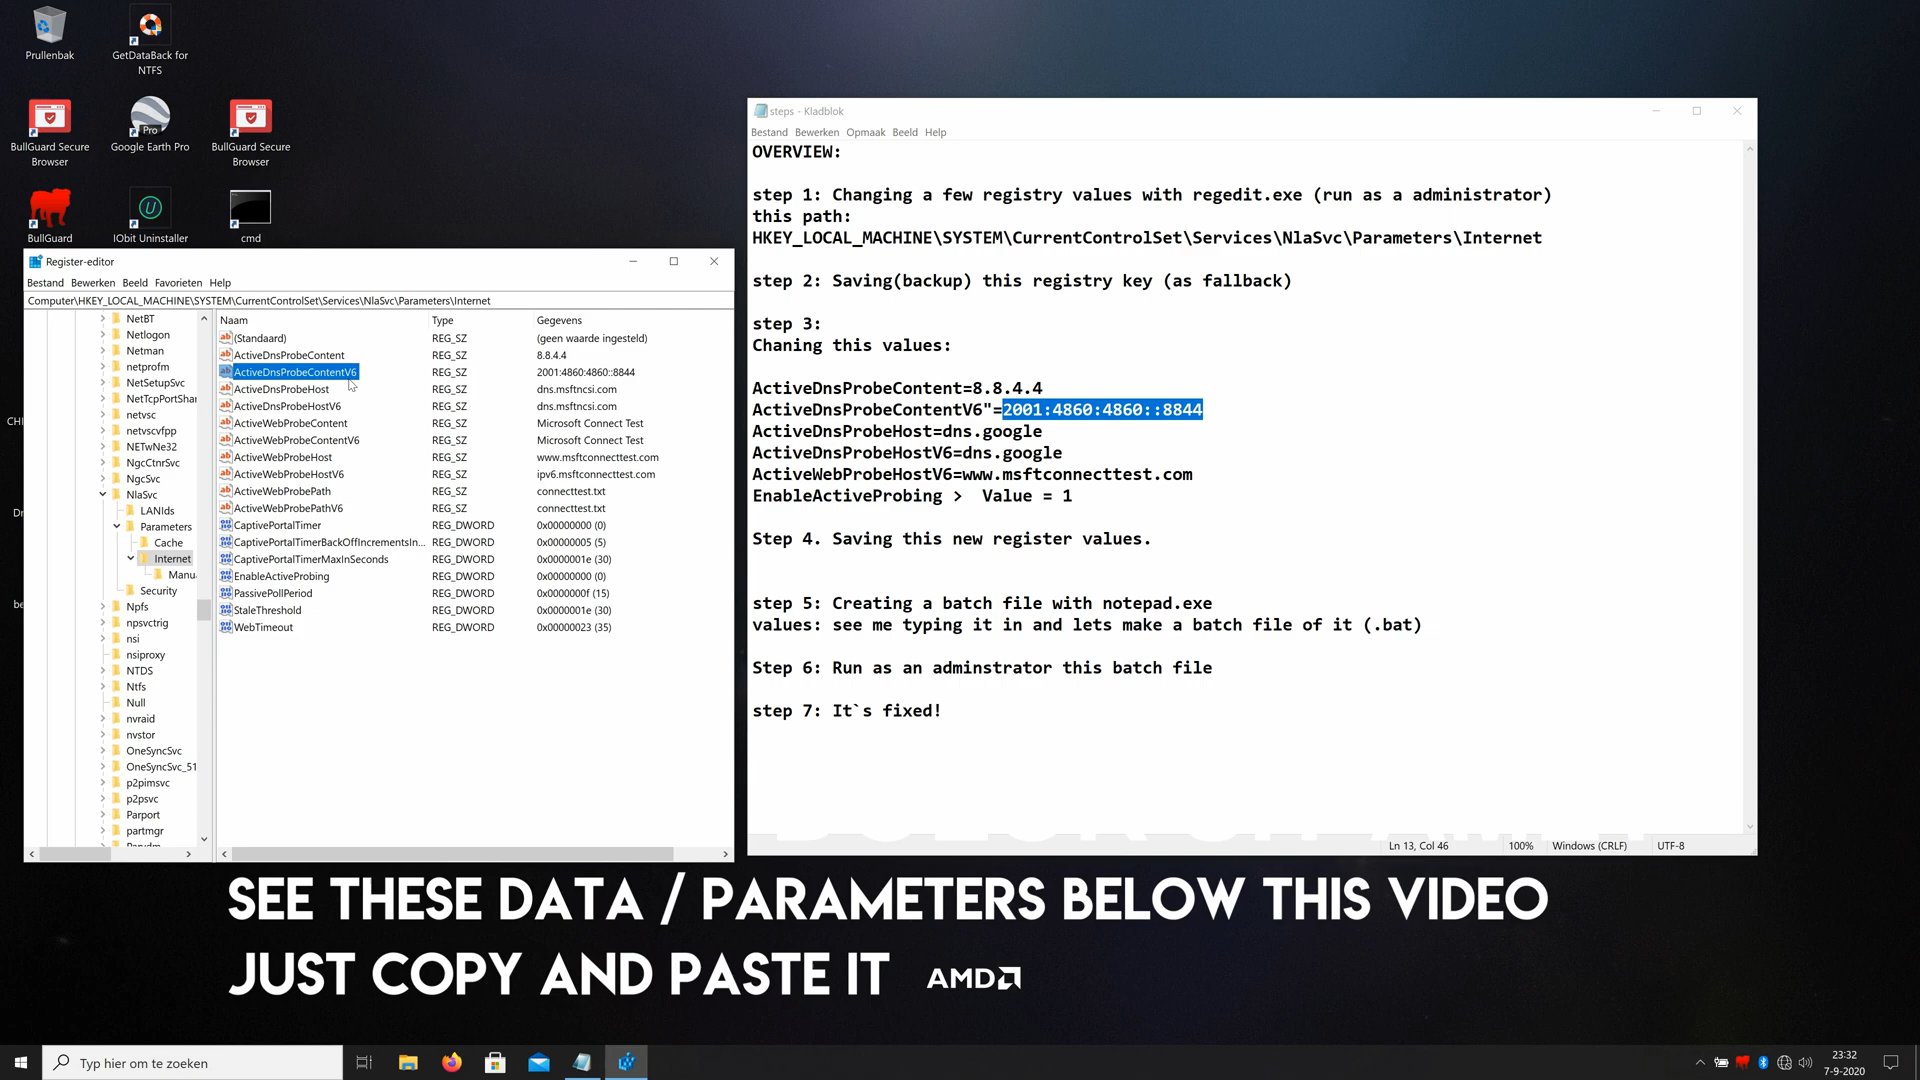 Prullenbak
GetDataBack for
NTFS
BullGuard Secure
Browser
Pro
Google Earth Pro
BullGuard Secure
Browser
BullGuard
IObit Uninstaller
cmd
Register-editor
Bestand Bewerken Beeld Favorieten Help
Computer\HKEY_LOCAL_MACHINE\SYSTEM\CurrentControlSet\Services\NlaSvc\Parameters\Internet
NetBT
Netlogon
Netman
netprofm
NetSetupSvc
NetTcpPortShar
netvsc
netvscvfpp
NETwNe32
NgcCtnrSvc
NgcSvc
NlaSvc
LANIds
Parameters
Cache
Internet
Manu
Security
Npfs
npsvctrig
nsi
nsiproxy
NTDS
Ntfs
Null
nvraid
nvstor
OneSyncSvc
OneSyncSvc_51
p2pimsvc
p2psvc
Parport
partmgr
Naam Type Gegevens
(Standaard) REG_SZ (geen waarde ingesteld)
ActiveDnsProbeContent REG_SZ 8.8.4.4
ActiveDnsProbeContentV6 REG_SZ 2001:4860:4860::8844
ActiveDnsProbeHost REG_SZ dns.msftncsi.com
ActiveDnsProbeHostV6 REG_SZ dns.msftncsi.com
ActiveWebProbeContent REG_SZ Microsoft Connect Test
ActiveWebProbeContentV6 REG_SZ Microsoft Connect Test
ActiveWebProbeHost REG_SZ www.msftconnecttest.com
ActiveWebProbeHostV6 REG_SZ ipv6.msftconnecttest.com
ActiveWebProbePath REG_SZ connecttest.txt
ActiveWebProbePathV6 REG_SZ connecttest.txt
CaptivePortalTimer REG_DWORD 0x00000000 (0)
CaptivePortalTimerBackOffIncrementsIn... REG_DWORD 0x00000005 (5)
CaptivePortalTimerMaxInSeconds REG_DWORD 0x0000001e (30)
EnableActiveProbing REG_DWORD 0x00000000 (0)
PassivePollPeriod REG_DWORD 0x0000000f (15)
StaleThreshold REG_DWORD 0x0000001e (30)
WebTimeout REG_DWORD 0x00000023 (35)
steps - Kladblok
Bestand Bewerken Opmaak Beeld Help
OVERVIEW:
step 1: Changing a few registry values with regedit.exe (run as a administrator)
this path:
HKEY_LOCAL_MACHINE\SYSTEM\CurrentControlSet\Services\NlaSvc\Parameters\Internet
step 2: Saving(backup) this registry key (as fallback)
step 3:
Chaning this values:
ActiveDnsProbeContent=8.8.4.4
ActiveDnsProbeContentV6"=2001:4860:4860::8844
ActiveDnsProbeHost=dns.google
ActiveDnsProbeHostV6=dns.google
ActiveWebProbeHostV6=www.msftconnecttest.com
EnableActiveProbing > Value = 1
Step 4. Saving this new register values.
step 5: Creating a batch file with notepad.exe
values: see me typing it in and lets make a batch file of it (.bat)
Step 6: Run as an adminstrator this batch file
step 7: It`s fixed!
Ln 13, Col 46 100% Windows (CRLF) UTF-8
SEE THESE DATA / PARAMETERS BELOW THIS VIDEO
JUST COPY AND PASTE IT AMD
Typ hier om te zoeken
23:32
7-9-2020